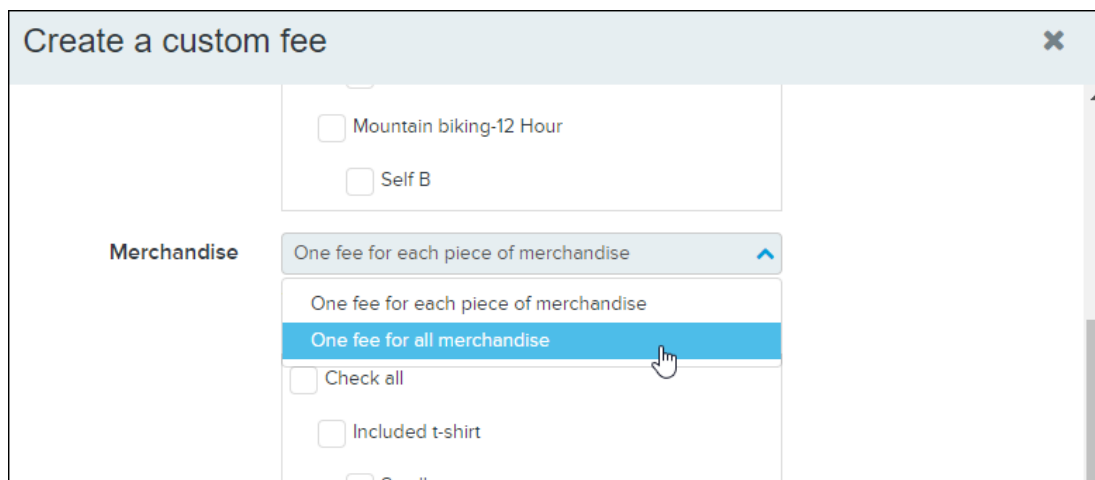 Create a custom fee
Mountain biking-12 Hour
Self B
Merchandise One fee for each piece of merchandise
One fee for each piece of merchandise
One fee for all merchandise
Check all
Included t-shirt